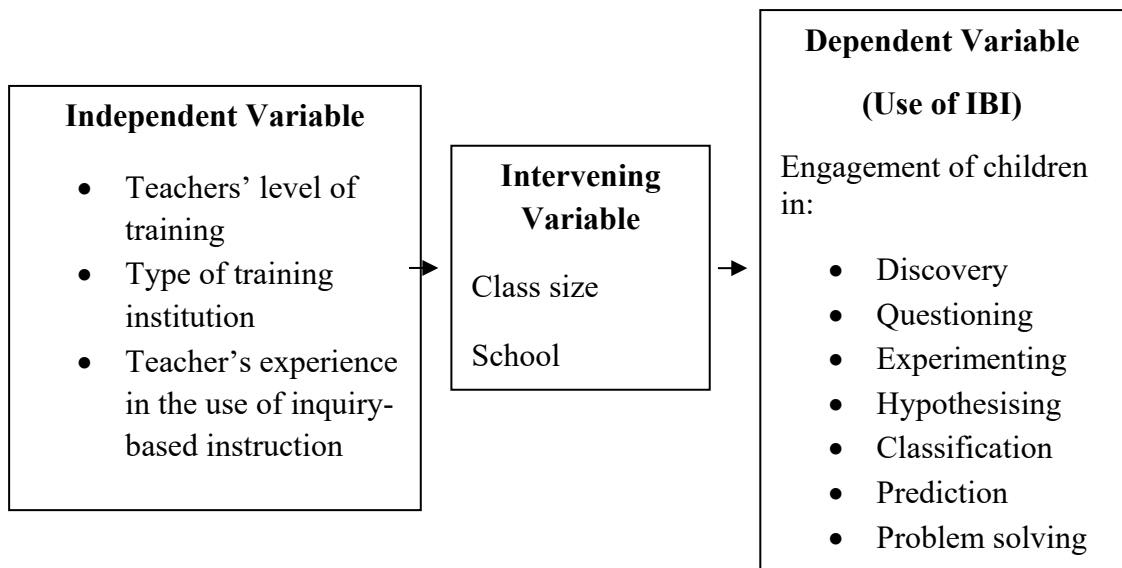 Independent Variable
• Teachers’ level of
training
• Type of training
institution
• Teacher’s experience
in the use of inquiry-
based instruction
Intervening
Variable
Class size
School
Dependent Variable
(Use of IBI)
Engagement of children
in:
• Discovery
• Questioning
• Experimenting
• Hypothesising
• Classification
• Prediction
• Problem solving